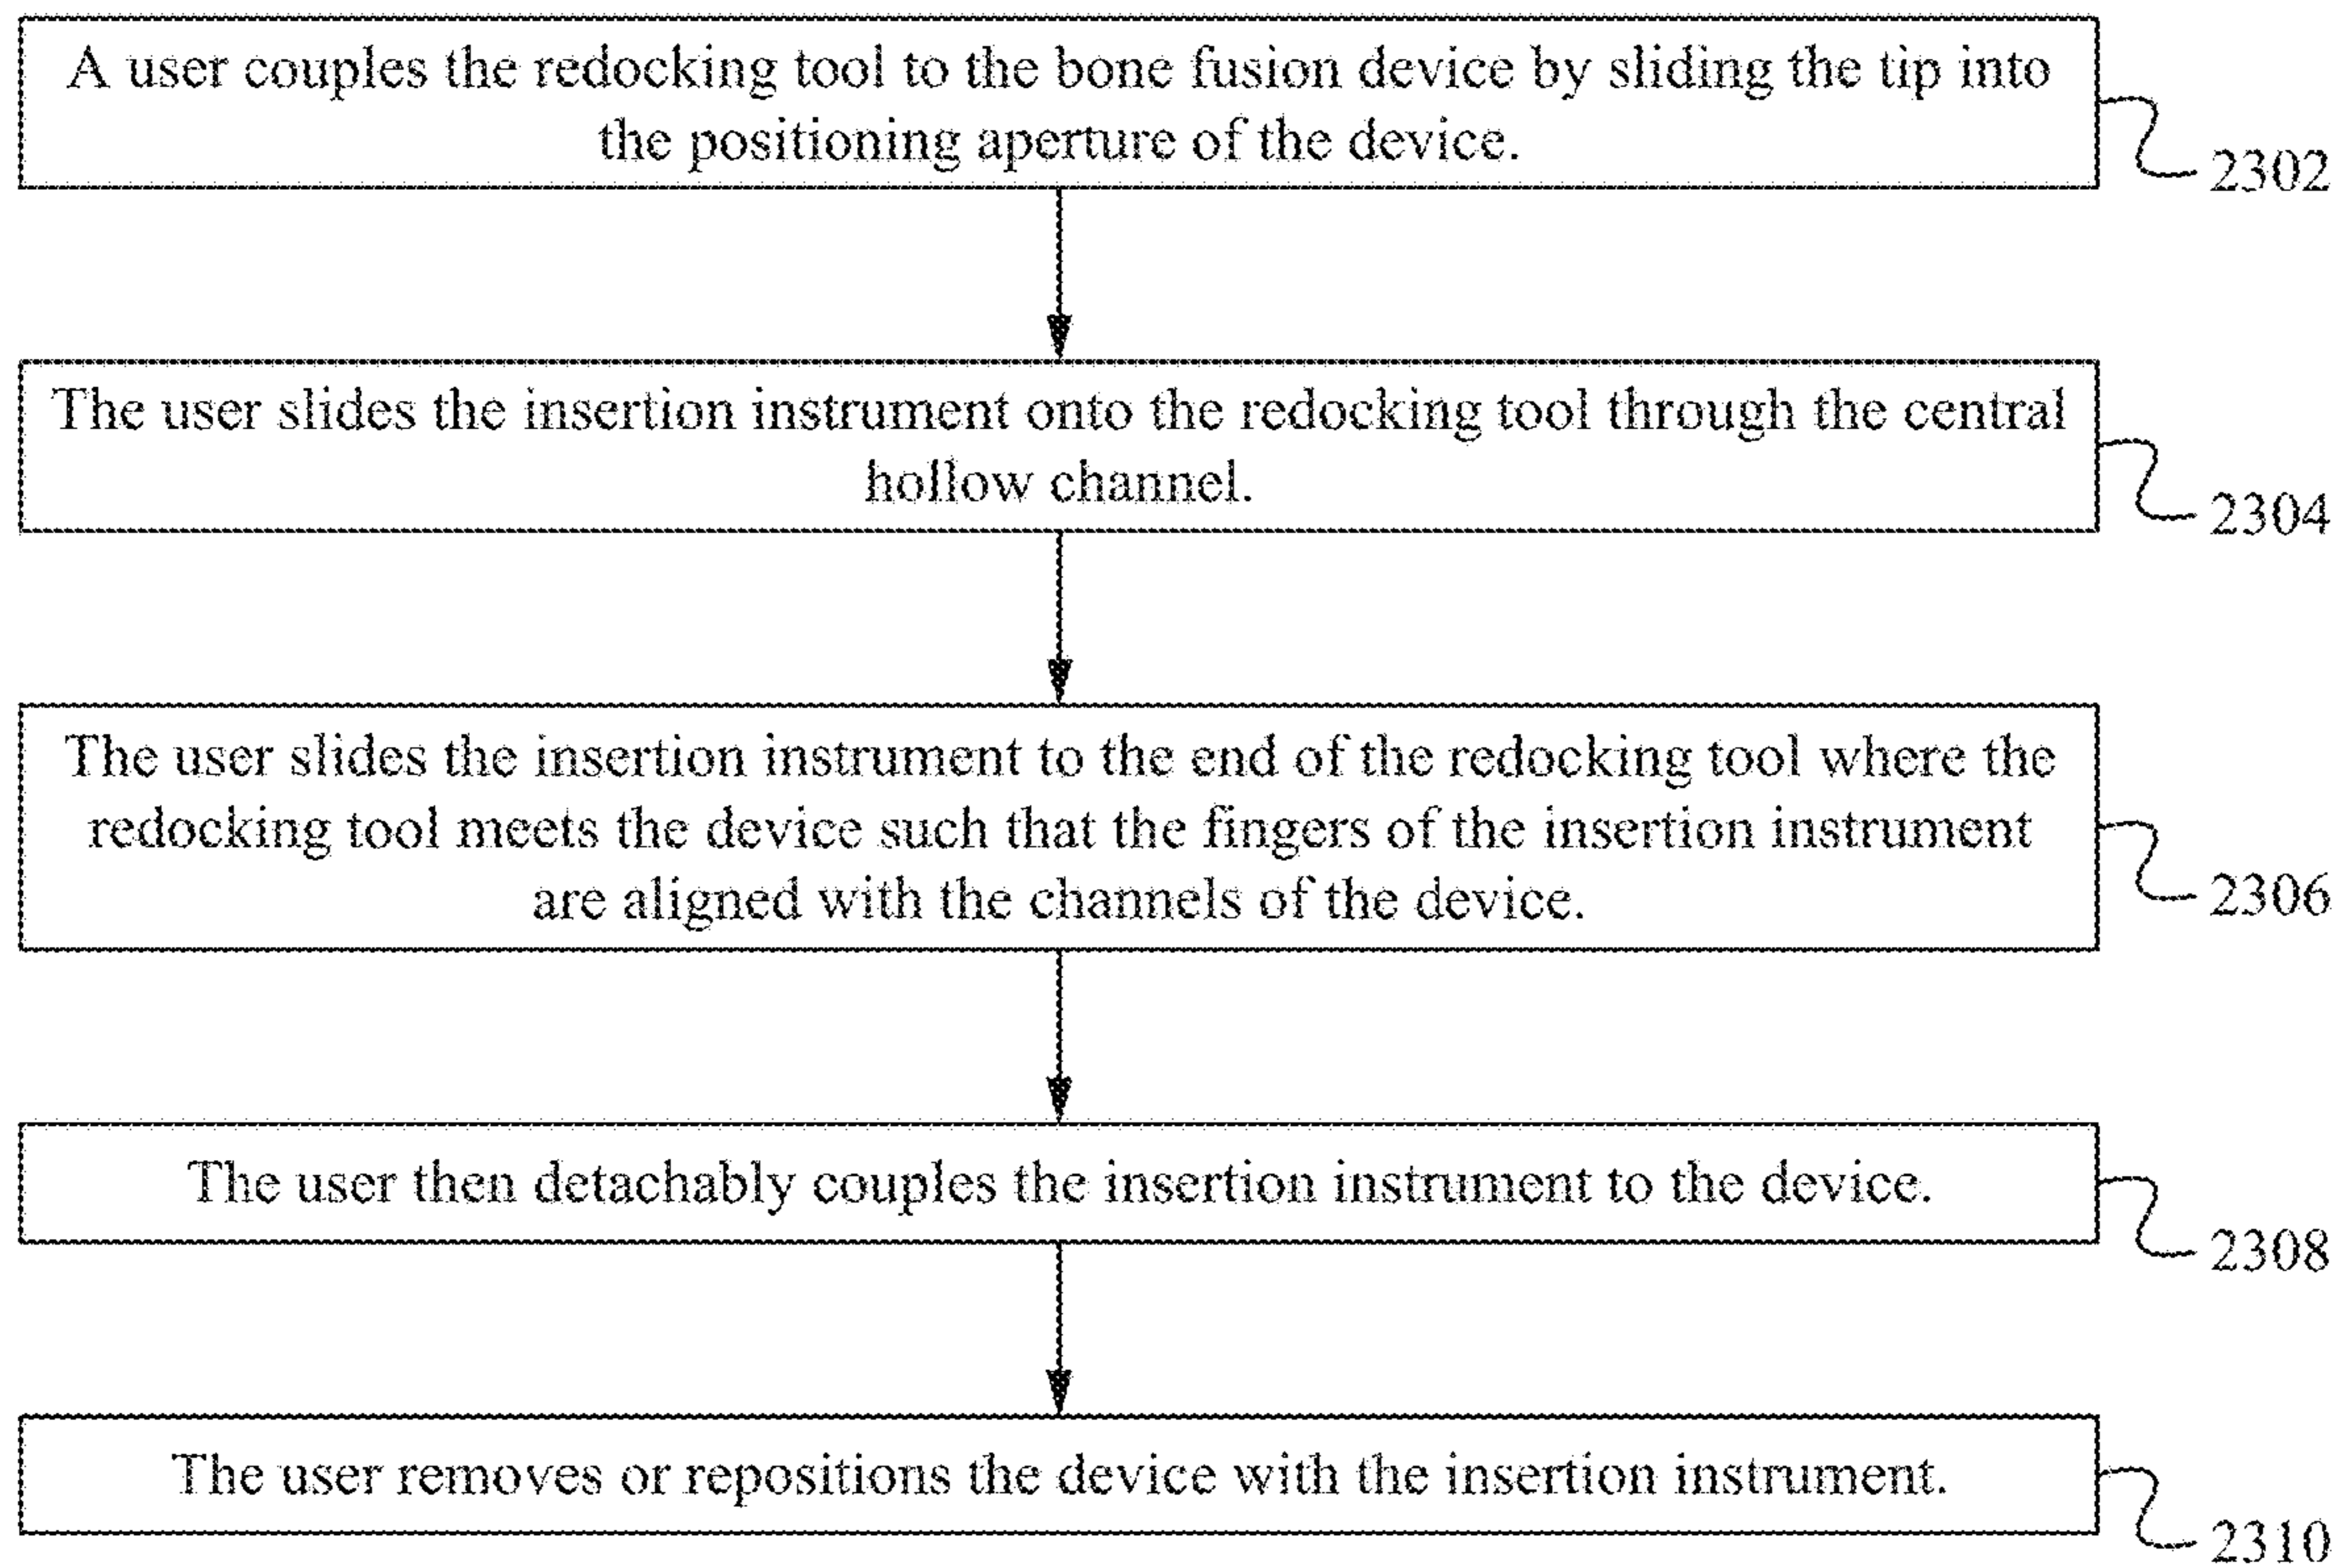 A user couples the redocking tool to the bone fusion device by sliding the tip into
the positioning aperture of the device.
2302
The user slides the insertion instrument onto the redocking tool through the central
hollow channel.
2304
The user slides the insertion instrument to the end of the redocking tool where the
redocking tool meets the device such that the fingers of the insertion instrument
are aligned with the channels of the device.
2306
The user then detachably couples the insertion instrument to the device.
2308
The user removes or repositions the device with the insertion instrument.
2310